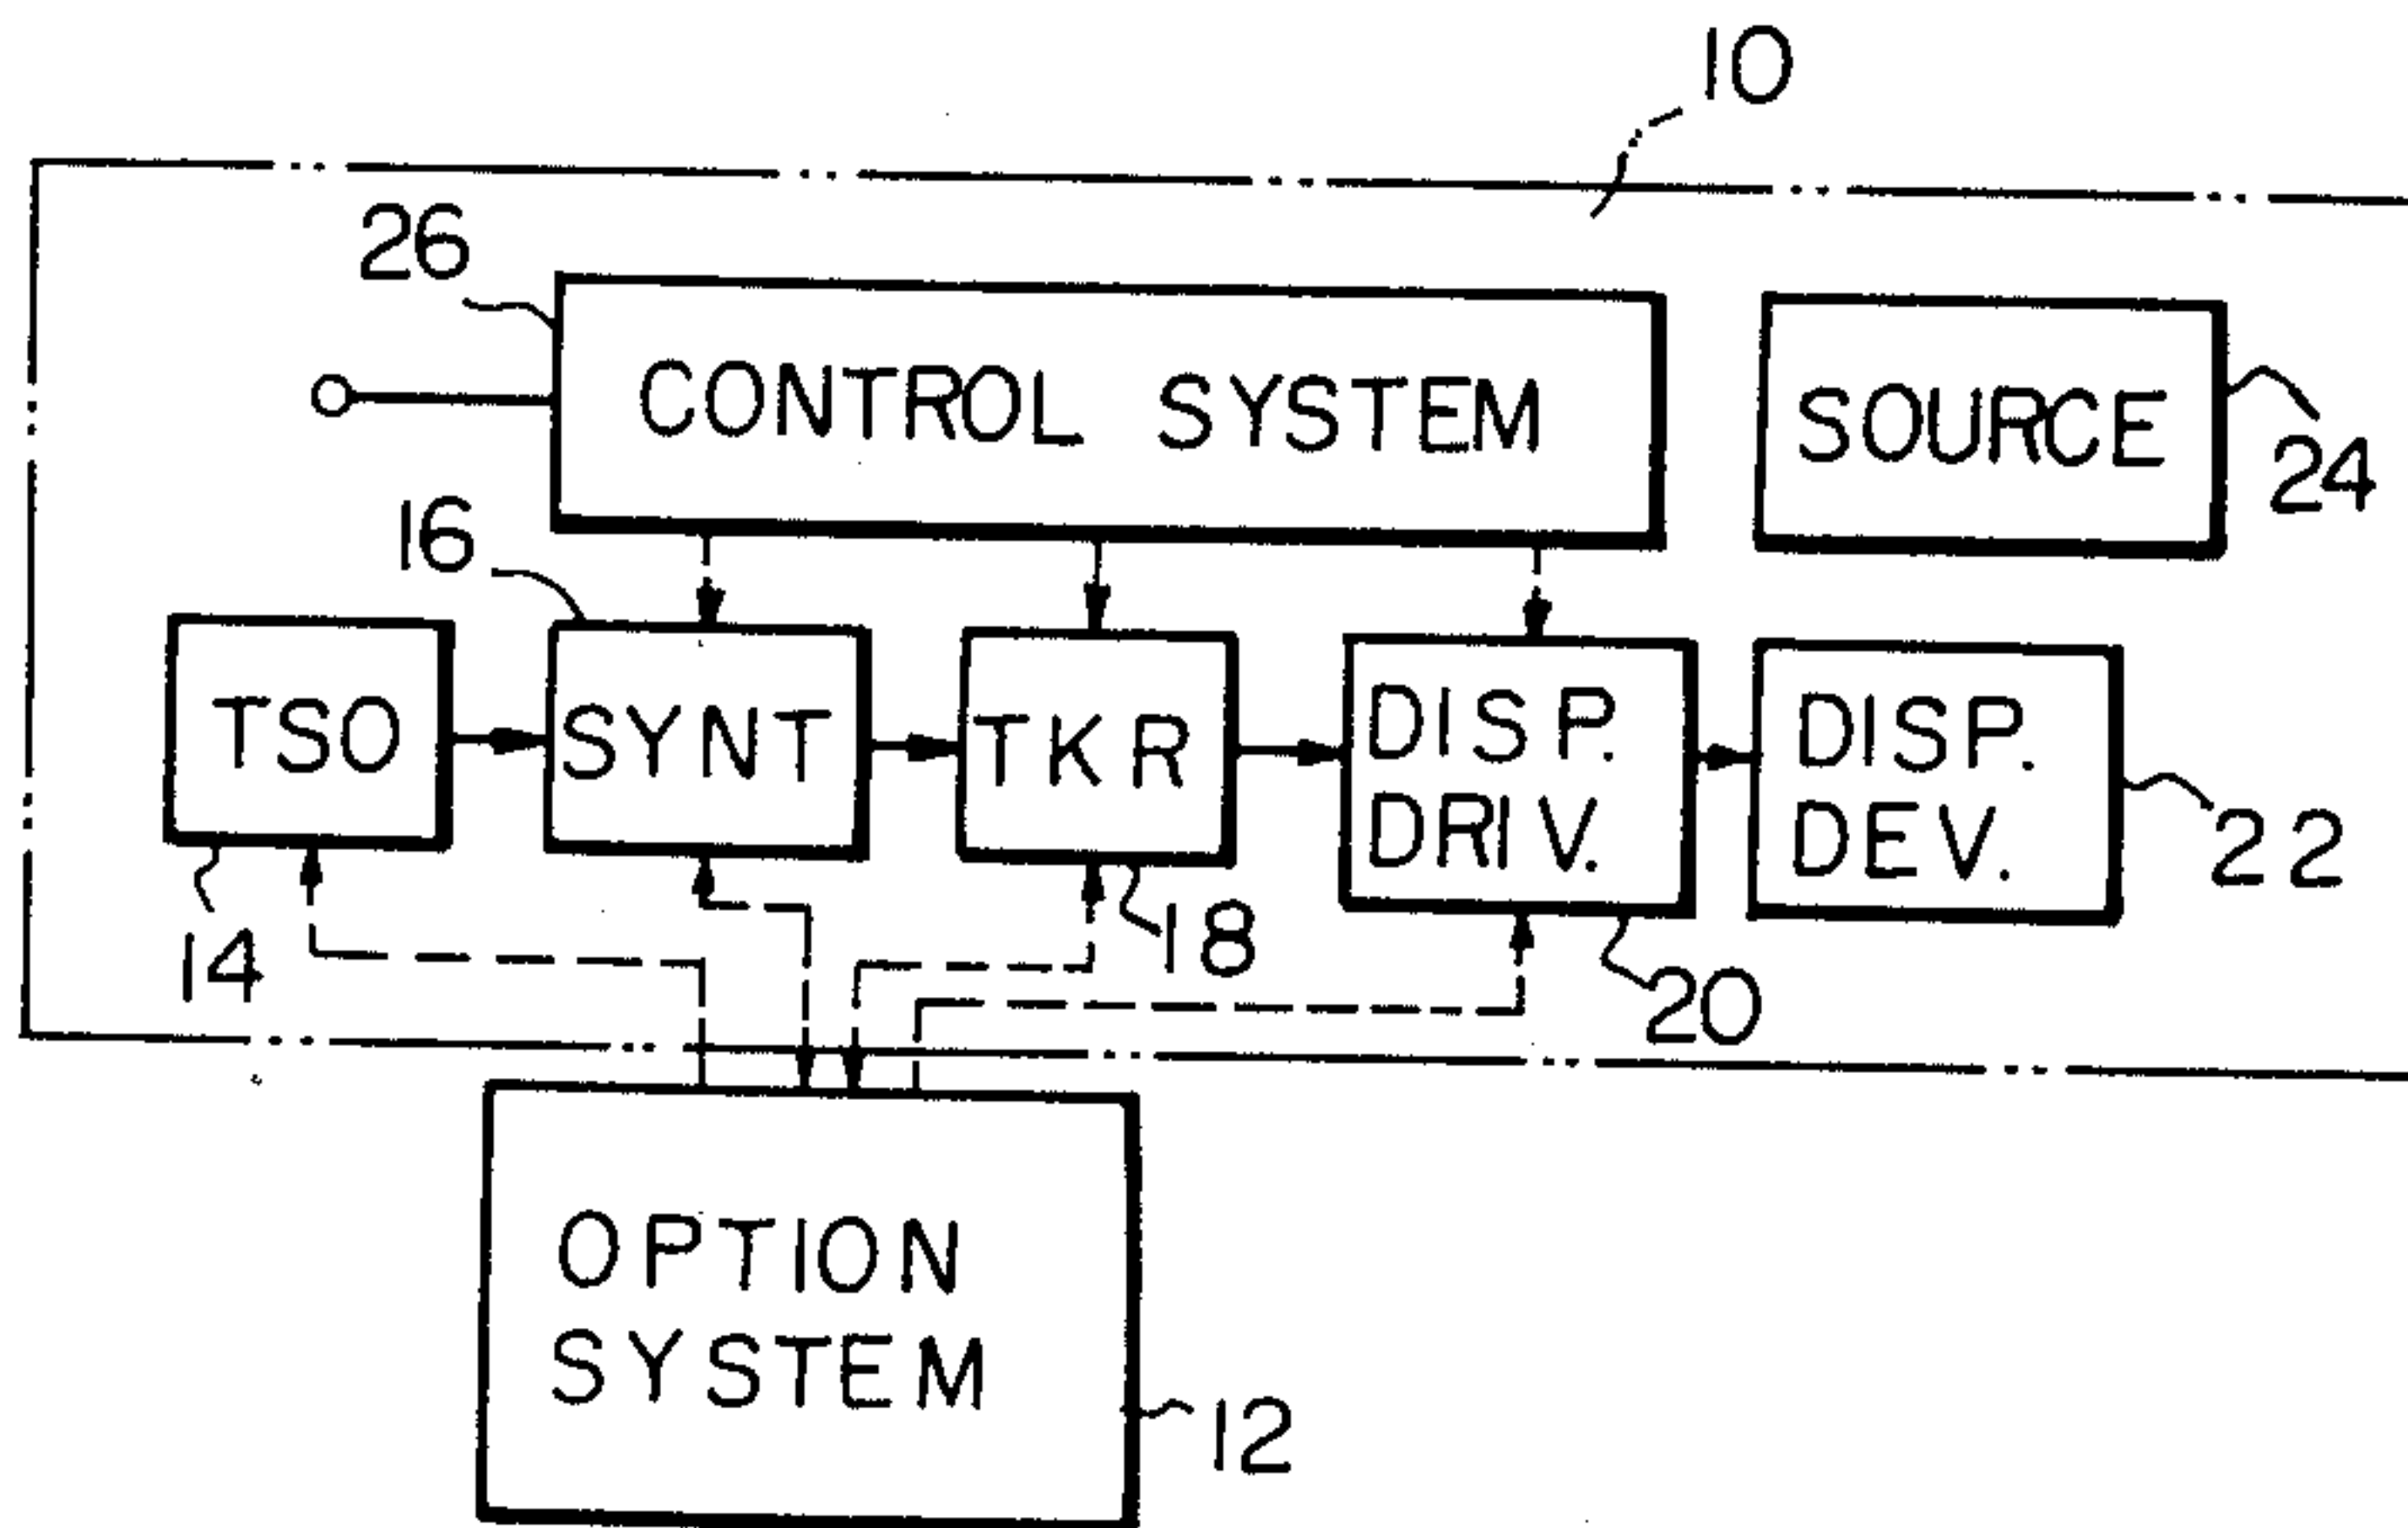 10
26
CONTROL SYSTEM
SOURCE
24
16
TSO
SYNT
TKR
DISP.
DRIV.
DISP.
DEV.
22
14
18
20
OPTION
SYSTEM
12